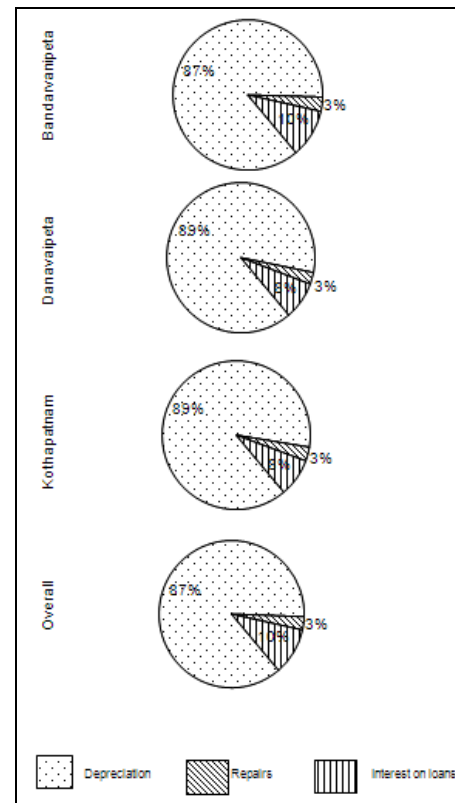 Bandarvanipeta
87%
3%
10%
Danavaipeta
89%
3%
8%
Kothapatnam
89%
3%
8%
Overall
87%
3%
10%
Depreciation
Repairs
Interest on loans